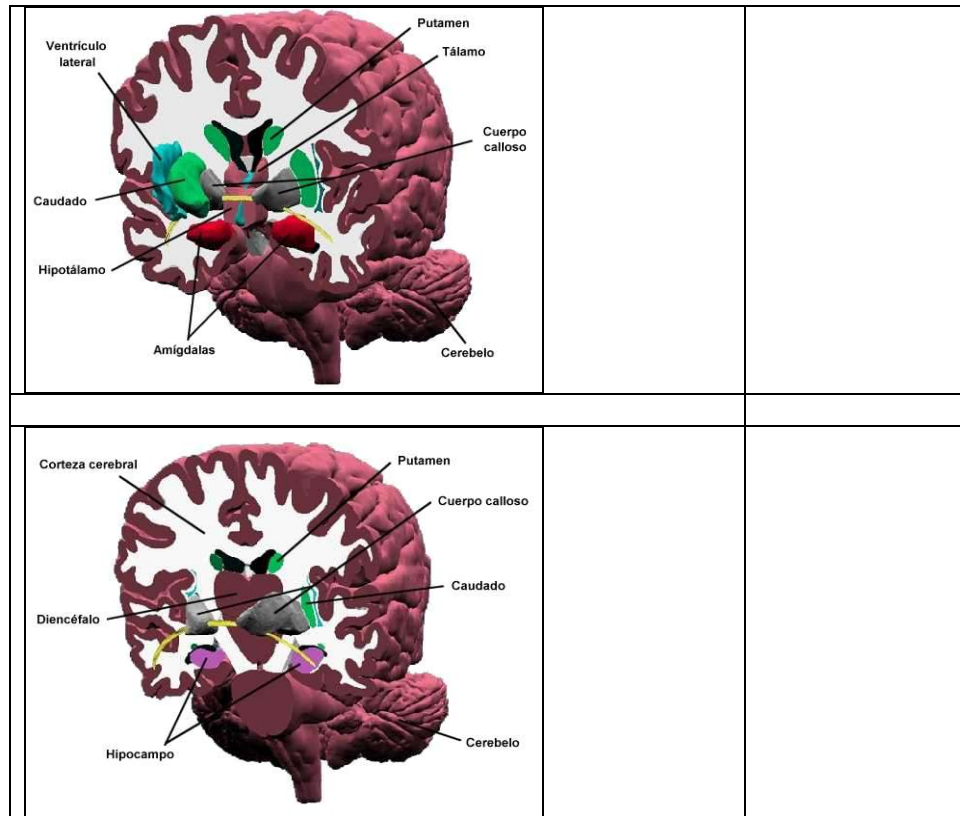 Putamen
Ventrículo
lateral
Tálamo
Cuerpo
calloso
Caudado
Hipotálamo
Amígdalas
Cerebelo
Corteza cerebral
Putamen
Cuerpo calloso
Caudado
Diencéfalo
Cerebelo
Hipocampo